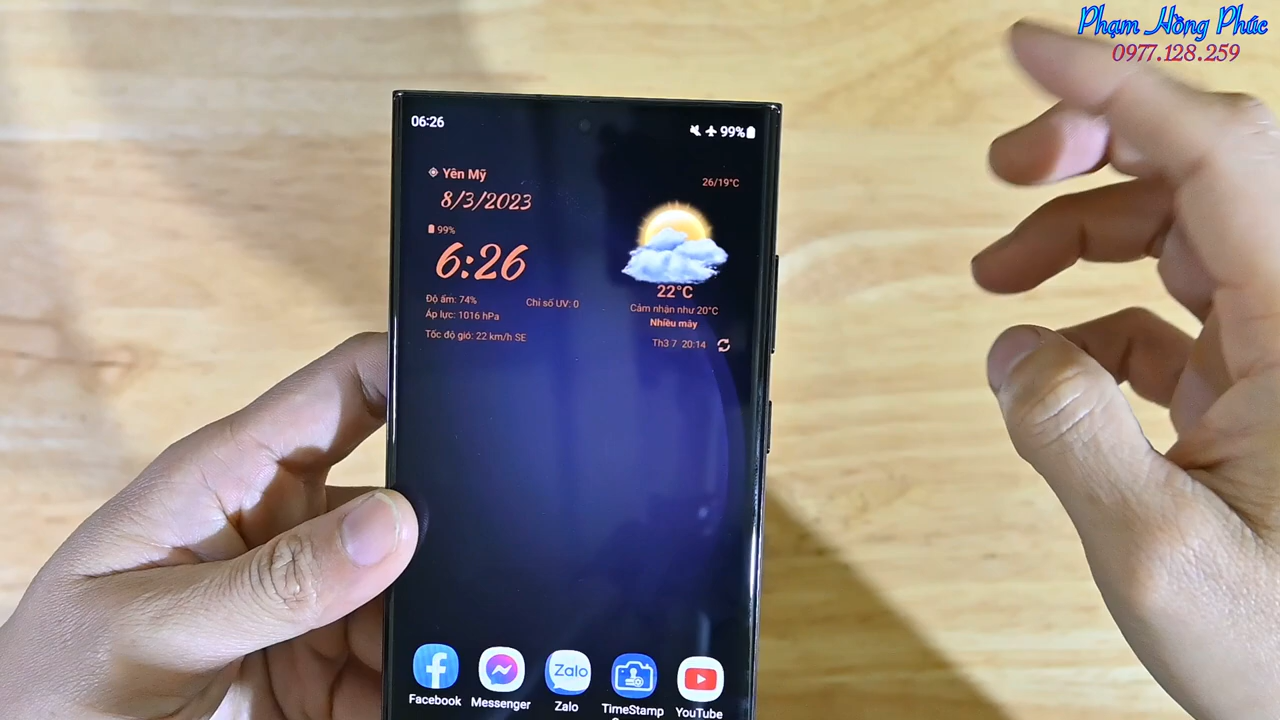 Phạm Hồng Phúc
0977.128.259
06:26
99%
Yên Mỹ
26/19°C
8/3/2023
99%
6:26
Độ ẩm: 74%
Chỉ số UV: 0
Áp lực: 1016 hPa
Tốc độ gió: 22 km/h SE
22°C
Cảm nhận như 20°C
Nhiều mây
Th3 7 20:14
Zalo
Facebook
Messenger
Zalo
TimeStamp
YouTube